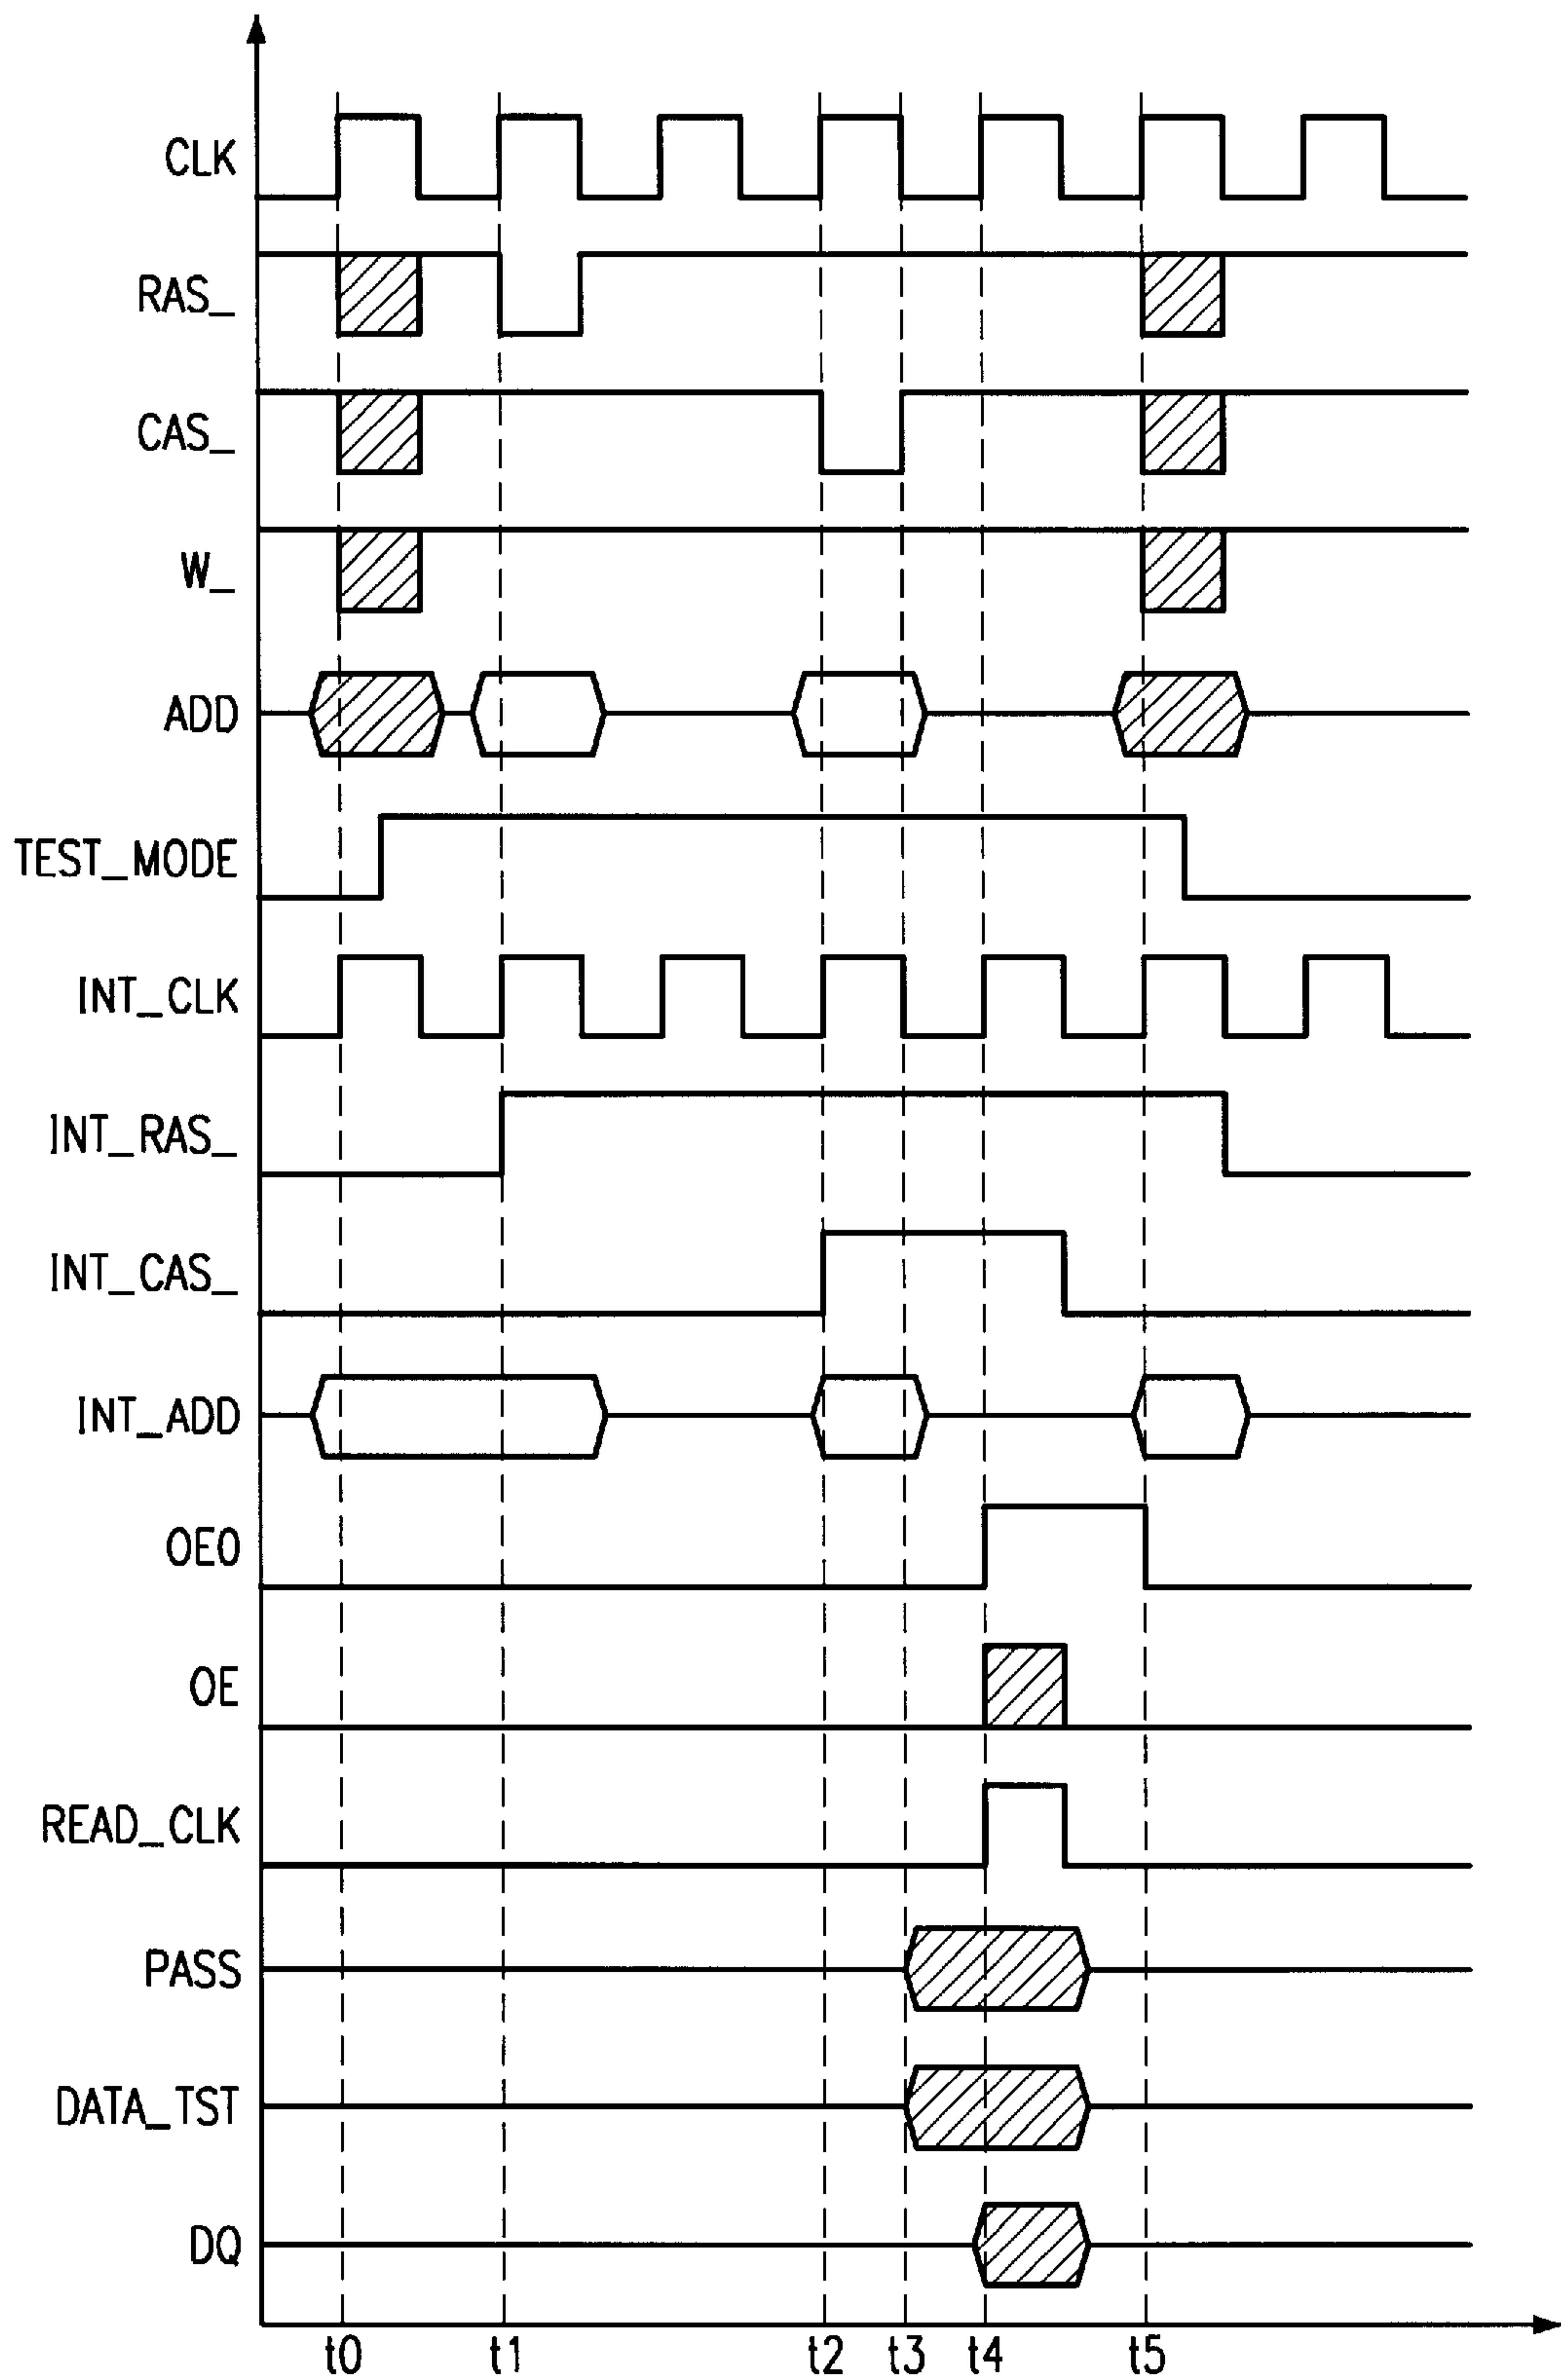 CLK
RAS_
CAS_
W_
ADD
TEST_MODE
INT_CLK
INT_RAS_
INT_CAS_
INT_ADD
OE0
OE
READ_CLK
PASS
DATA_TST
DQ
t0 t1 t2 t3 t4 t5